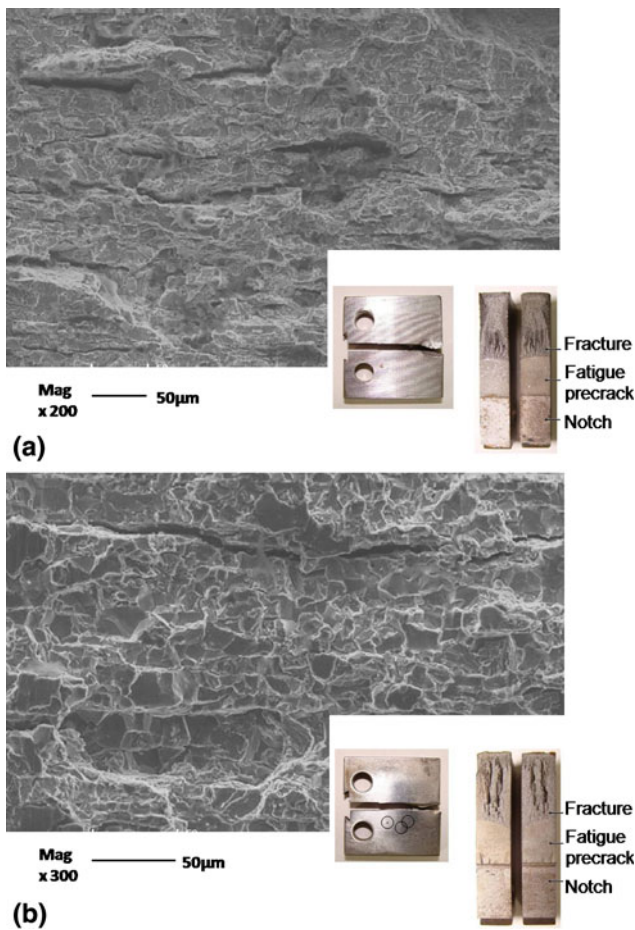 Fracture
Fatigue
precrack
Notch
Mag
x 200
50µm
(a)
Fracture
Fatigue
precrack
Notch
Mag
x 300
50µm
(b)